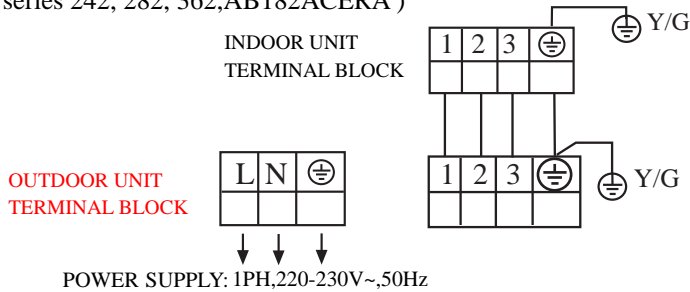 series 242, 282, 362,AB182ACERA )
INDOOR UNIT
TERMINAL BLOCK
1 2 3
Y/G
OUTDOOR UNIT
TERMINAL BLOCK
L N
1 2 3
Y/G
POWER SUPPLY: 1PH,220-230V~,50Hz